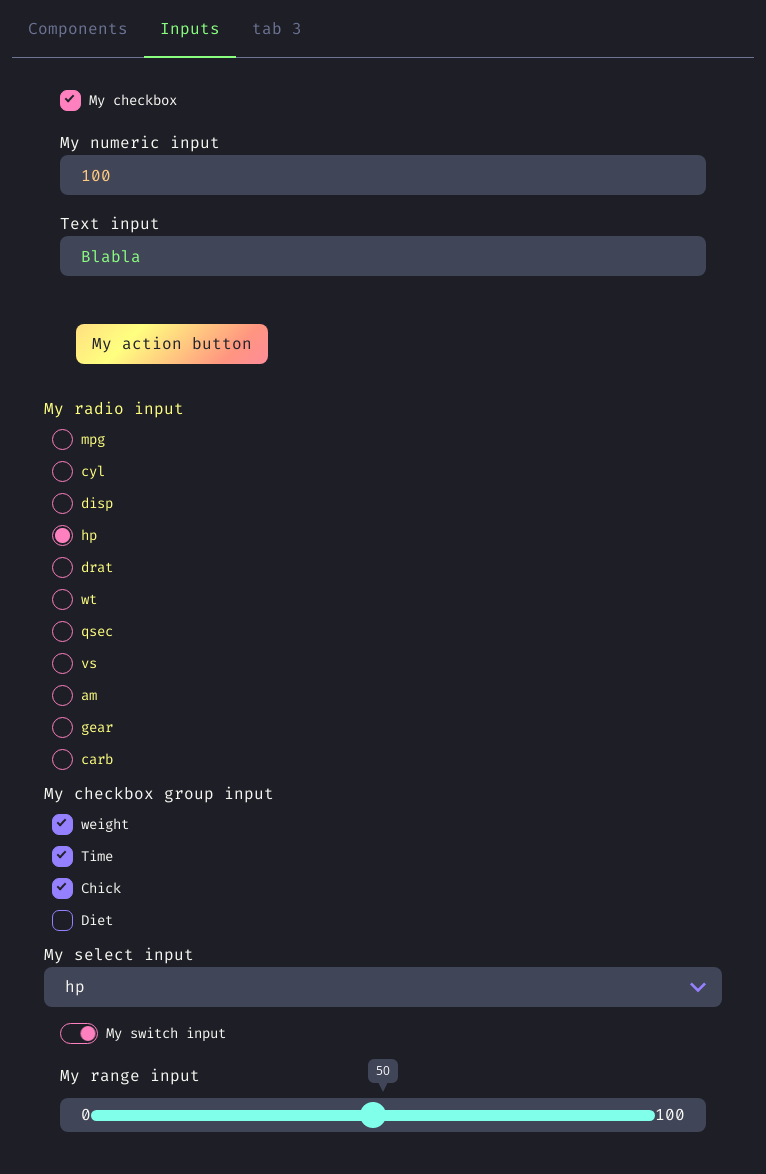 Components Inputs tab 3
My checkbox
My numeric input
100
Text input
Blabla
My action button
My radio input
mpg
cyl
disp
hp
drat
wt
qsec
vs
am
gear
carb
My checkbox group input
weight
Time
Chick
Diet
My select input
hp
My switch input
My range input
50
0 100